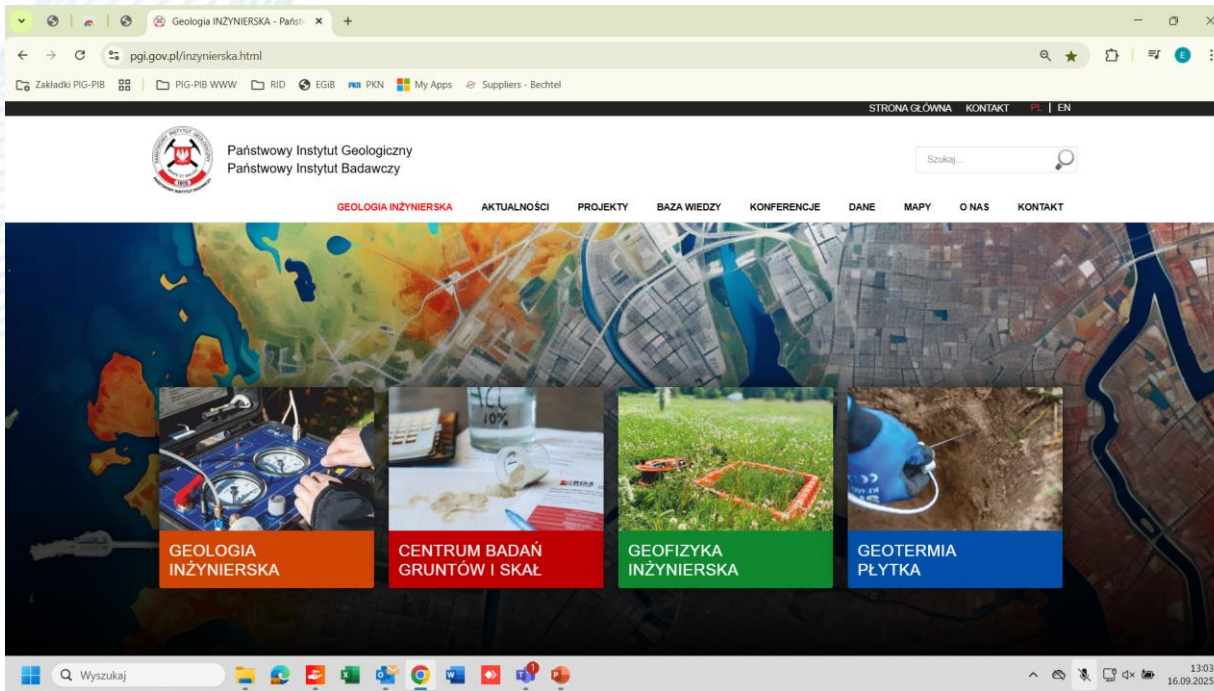 Geologia INŻYNIERSKA - Państ
pgi.gov.pl/inzynierska.html
E
Zakładki PIG-PIB PIG-PIB WWW RID EGiB PKN PKN My Apps Suppliers - Bechtel
STRONA GŁÓWNA KONTAKT PL | EN
Państwowy Instytut Geologiczny
Państwowy Instytut Badawczy
Szukaj...
GEOLOGIA INŻYNIERSKA AKTUALNOŚCI PROJEKTY BAZA WIEDZY KONFERENCJE DANE MAPY O NAS KONTAKT
GEOLOGIA
INŻYNIERSKA
CENTRUM BADAŃ
GRUNTÓW I SKAŁ
GEOFIZYKA
INŻYNIERSKA
GEOTERMIA
PŁYTKA
Wyszukaj
13:03
16.09.2025